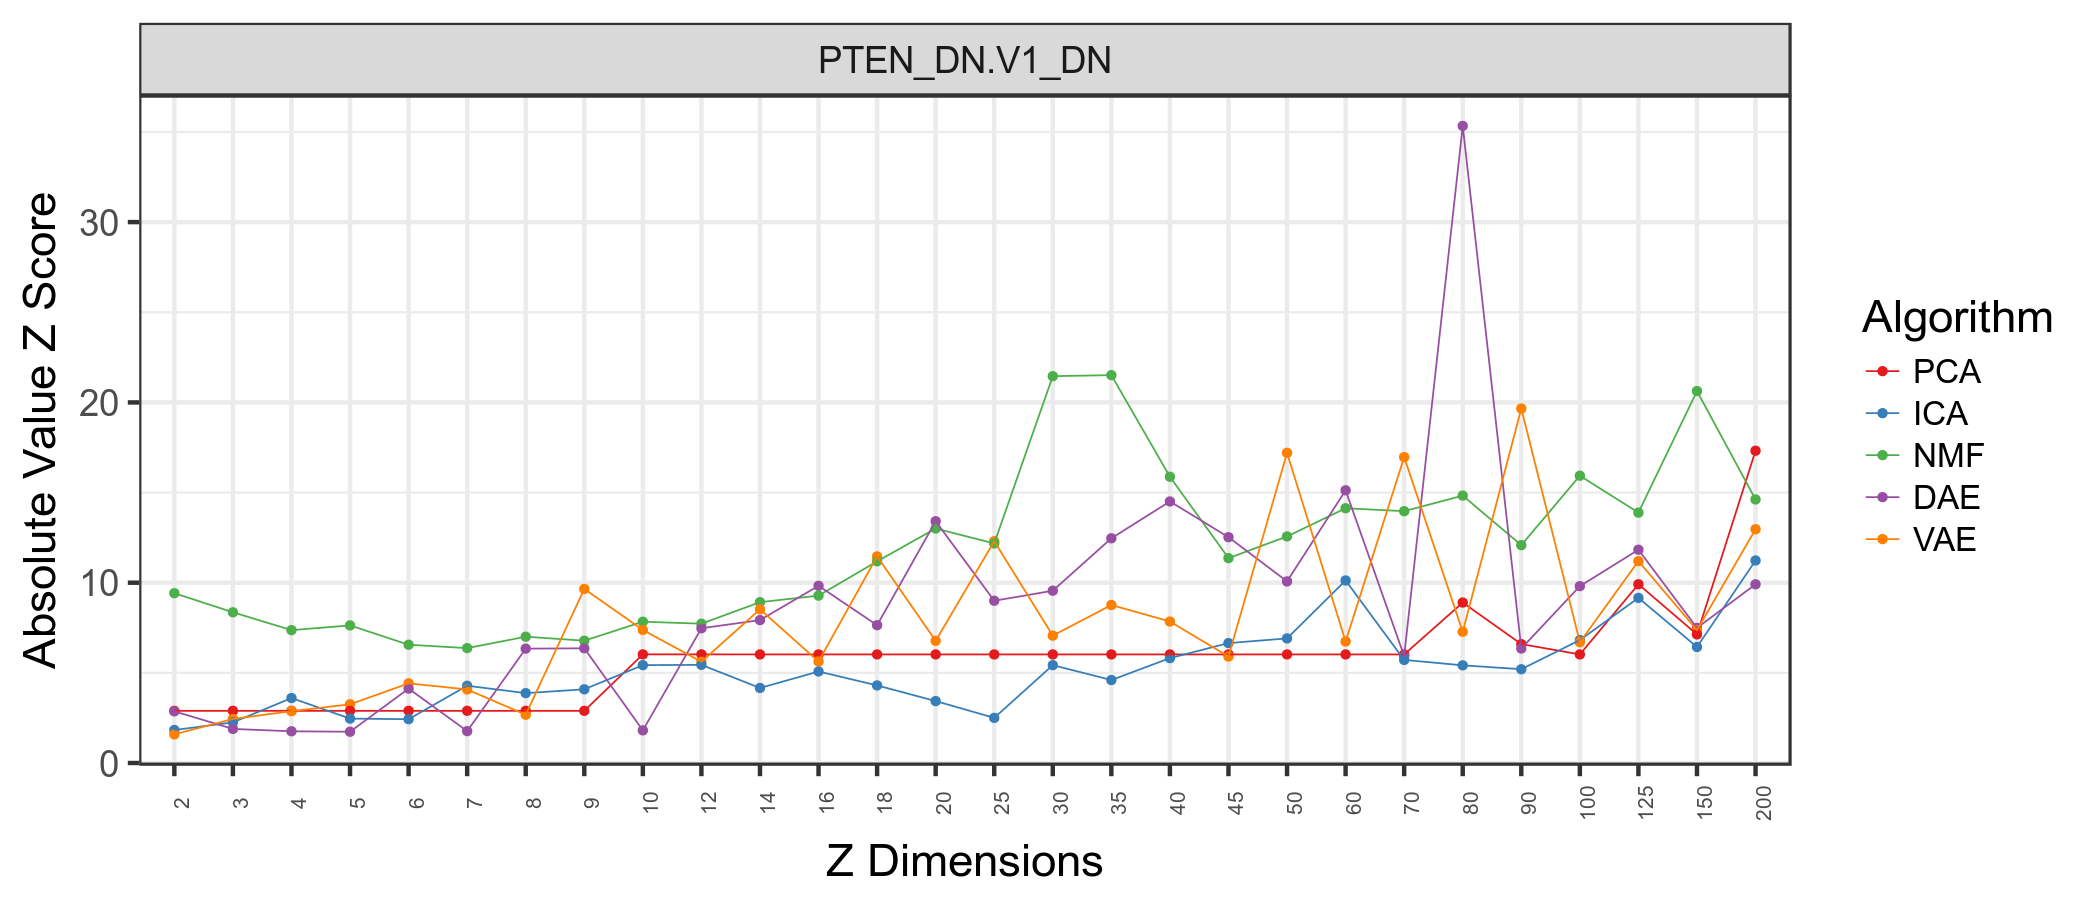 PTEN_DN.V1_DN
Absolute Value Z Score
30
20
10
0
2 3 4 5 6 7 8 9 10 12 14 16 18 20 25 30 35 40 45 50 60 70 80 90 100 125 150 200
Z Dimensions
Algorithm
PCA
ICA
NMF
DAE
VAE